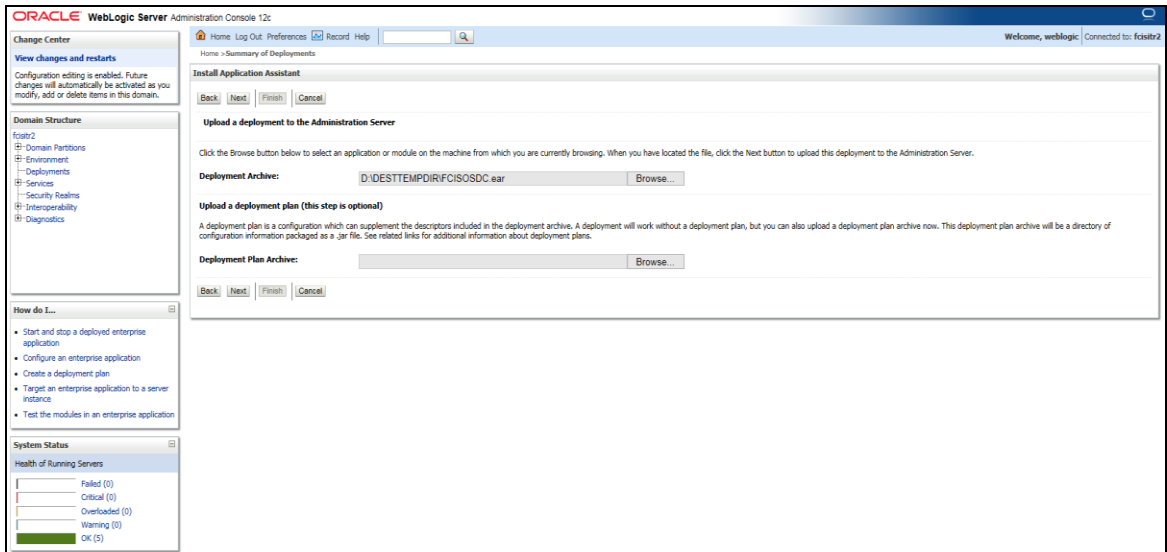 ORACLE WebLogic Server Administration Console 12c
Change Center
View changes and restarts
Configuration editing is enabled. Future
changes will automatically be activated as you
modify, add or delete items in this domain.
Domain Structure
fcisitr2
Domain Partitions
Environment
Deployments
Services
Security Realms
Interoperability
Diagnostics
How do I...
Start and stop a deployed enterprise
application
Configure an enterprise application
Create a deployment plan
Target an enterprise application to a server
instance
Test the modules in an enterprise application
System Status
Health of Running Servers
Failed (0)
Critical (0)
Overloaded (0)
Warning (0)
OK (5)
Home Log Out Preferences Record Help
Welcome, weblogic Connected to: fcisitr2
Home >Summary of Deployments
Install Application Assistant
Back Next Finish Cancel
Upload a deployment to the Administration Server
Click the Browse button below to select an application or module on the machine from which you are currently browsing. When you have located the file, click the Next button to upload this deployment to the Administration Server.
Deployment Archive: D:\DESTTEMPDIR\FCISOSDC.ear Browse...
Upload a deployment plan (this step is optional)
A deployment plan is a configuration which can supplement the descriptors included in the deployment archive. A deployment will work without a deployment plan, but you can also upload a deployment plan archive now. This deployment plan archive will be a directory of
configuration information packaged as a .jar file. See related links for additional information about deployment plans.
Deployment Plan Archive: Browse...
Back Next Finish Cancel